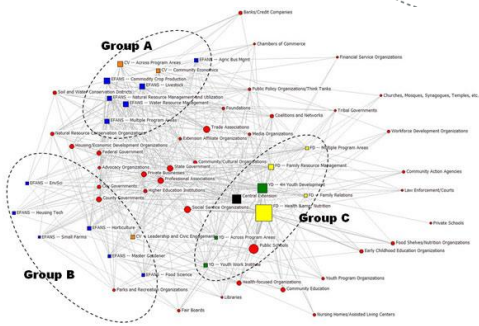 Banks/Credit Companies
Group A
Chambers of Commerce
CV -- Across Program Areas
EFANS -- Agric Bus Mgmt
Financial Service Organizations
CV -- Community Economics
EFANS -- Commodity Crop Production
EFANS -- Livestock
Soil and Water Conservation Districts
Public Policy Organizations/Think Tanks
EFANS -- Natural Resource Management and Utilization
Churches, Mosques, Synagogues, Temples, etc.
EFANS -- Water Resource Management
Foundations
Tribal Governments
Coalitions and Networks
EFANS -- Multiple Program Areas
Trade Associations
Workforce Development Organizations
Natural Resource Conservation Organizations
Media Organizations
Extension Affiliate Organizations
Housing/Economic Development Organizations
FD -- Multiple Program Areas
Federal Government
Community/Cultural Organizations
Advocacy Organizations
State Government
FD -- Family Resource Management
Private Businesses
Community Action Agencies
Professional Associations
EFANS -- Enviro
YD -- Youth Development
City Governments
Higher Education Institutions
Law Enforcement/Courts
County Governments
Central Extension
FD -- Family Relations
EFANS -- Housing Tech
Social Service Organizations
FD -- Health and Nutrition
Group C
Private Schools
EFANS -- Horticulture
EFANS -- Small Farms
CV -- Leadership and Civic Engagement
YD -- Across Program Areas
Food Shelves/Nutrition Organizations
Public Schools
Early Childhood Education Organizations
EFANS -- Master Gardener
YD -- Youth Work Institute
Group B
EFANS -- Food Science
Youth Program Organizations
Health-Focused Organizations
Parks and Recreation Organizations
Community Education
Libraries
Fair Boards
Nursing Homes/Assisted Living Centers